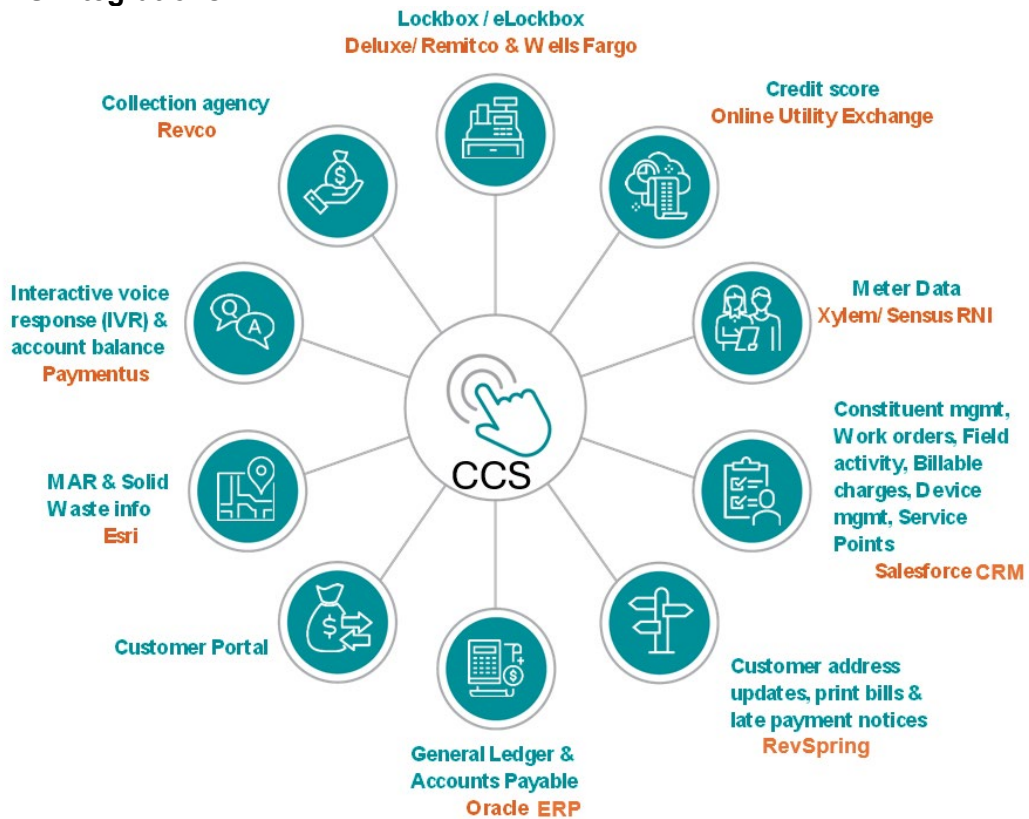 Lockbox / eLockbox
Deluxe/ Remitco & Wells Fargo
Collection agency
Revco
Credit score
Online Utility Exchange
$
Interactive voice
response (IVR) &
account balance
Paymentus
Q
A
Meter Data
Xylem/ Sensus RNI
CCS
MAR & Solid
Waste info
Esri
Constituent mgmt,
Work orders, Field
activity, Billable
charges, Device
mgmt, Service
Points
Salesforce CRM
Customer Portal
$
$
Customer address
updates, print bills &
late payment notices
RevSpring
General Ledger &
Accounts Payable
Oracle ERP